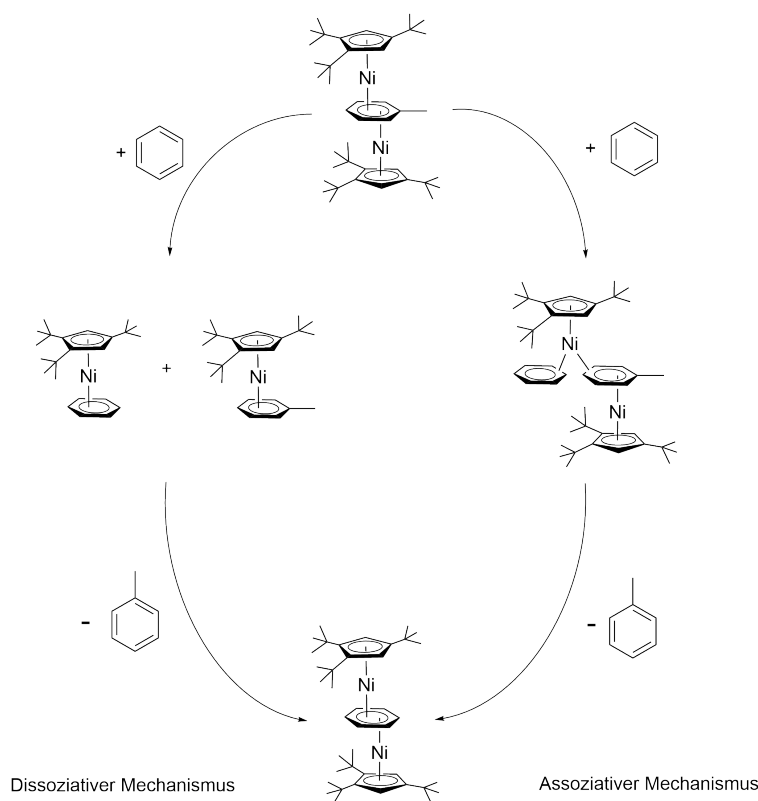 Ni
Ni
+
+
Ni
+
Ni
Ni
Ni
-
-
Ni
Ni
Dissoziativer Mechanismus
Assoziativer Mechanismus